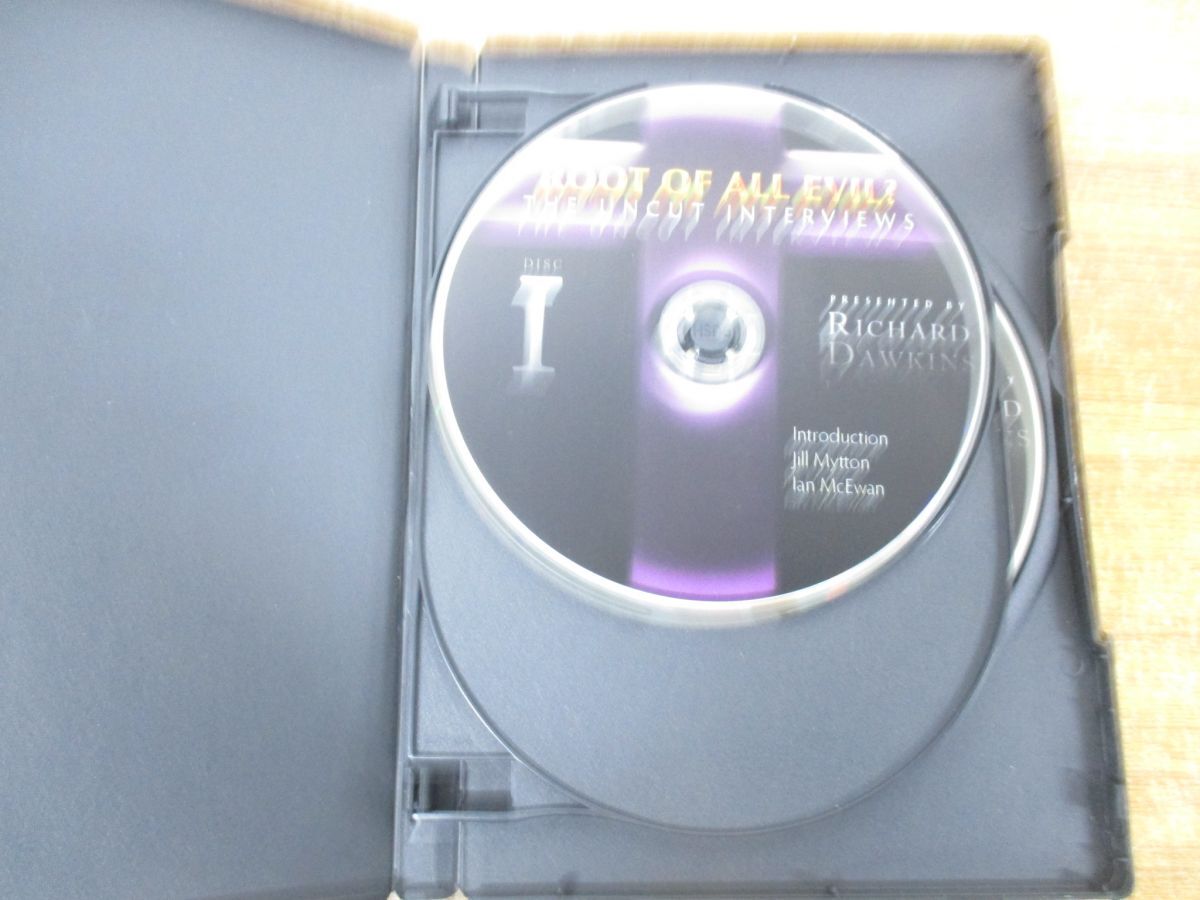 ROOT OF ALL EVIL?
THE UNCUT INTERVIEWS
DISC
I
PRESENTED BY
RICHARD
DAWKINS
Introduction
Jill Mytton
Ian McEwan